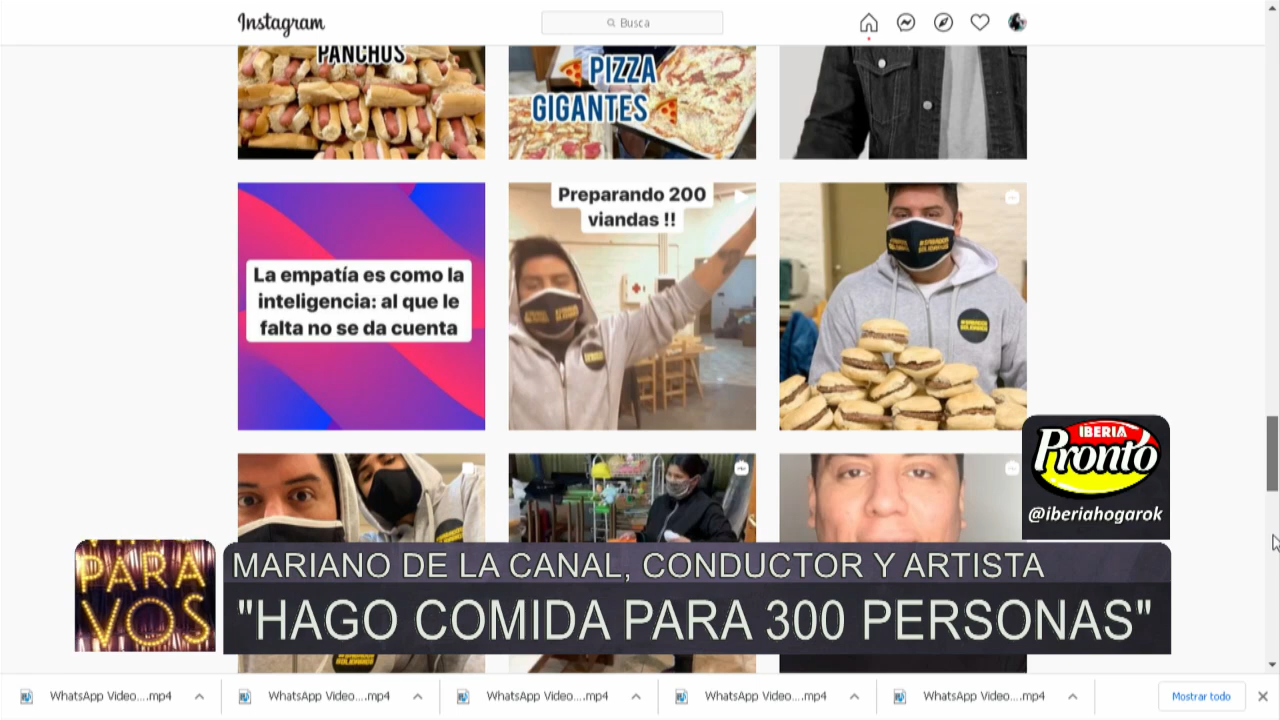 Instagram
Busca
PANCHOS
PIZZA
GIGANTES
La empatía es como la
inteligencia: al que le
falta no se da cuenta
Preparando 200
viandas !!
IBERIA
Pronto
@iberiahogarok
PARA
VOS
MARIANO DE LA CANAL, CONDUCTOR Y ARTISTA
"HAGO COMIDA PARA 300 PERSONAS"
WhatsApp Video....mp4
WhatsApp Video....mp4
WhatsApp Video....mp4
WhatsApp Video....mp4
WhatsApp Video....mp4
Mostrar todo